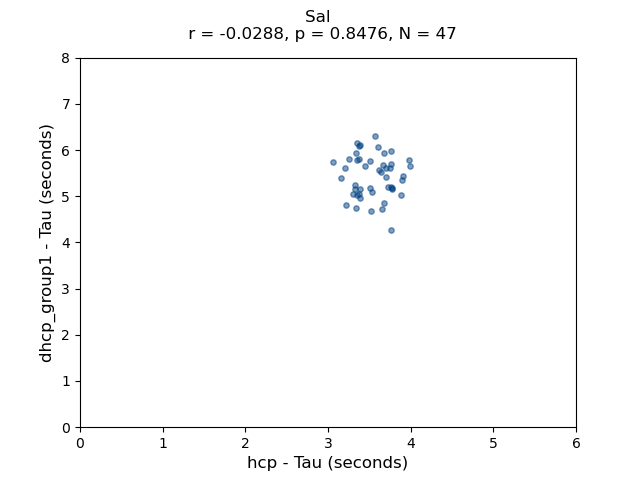 Sal
r = -0.0288, p = 0.8476, N = 47
8
7
6
5
4
3
2
1
0
dhcp_group1 - Tau (seconds)
0 1 2 3 4 5 6
hcp - Tau (seconds)